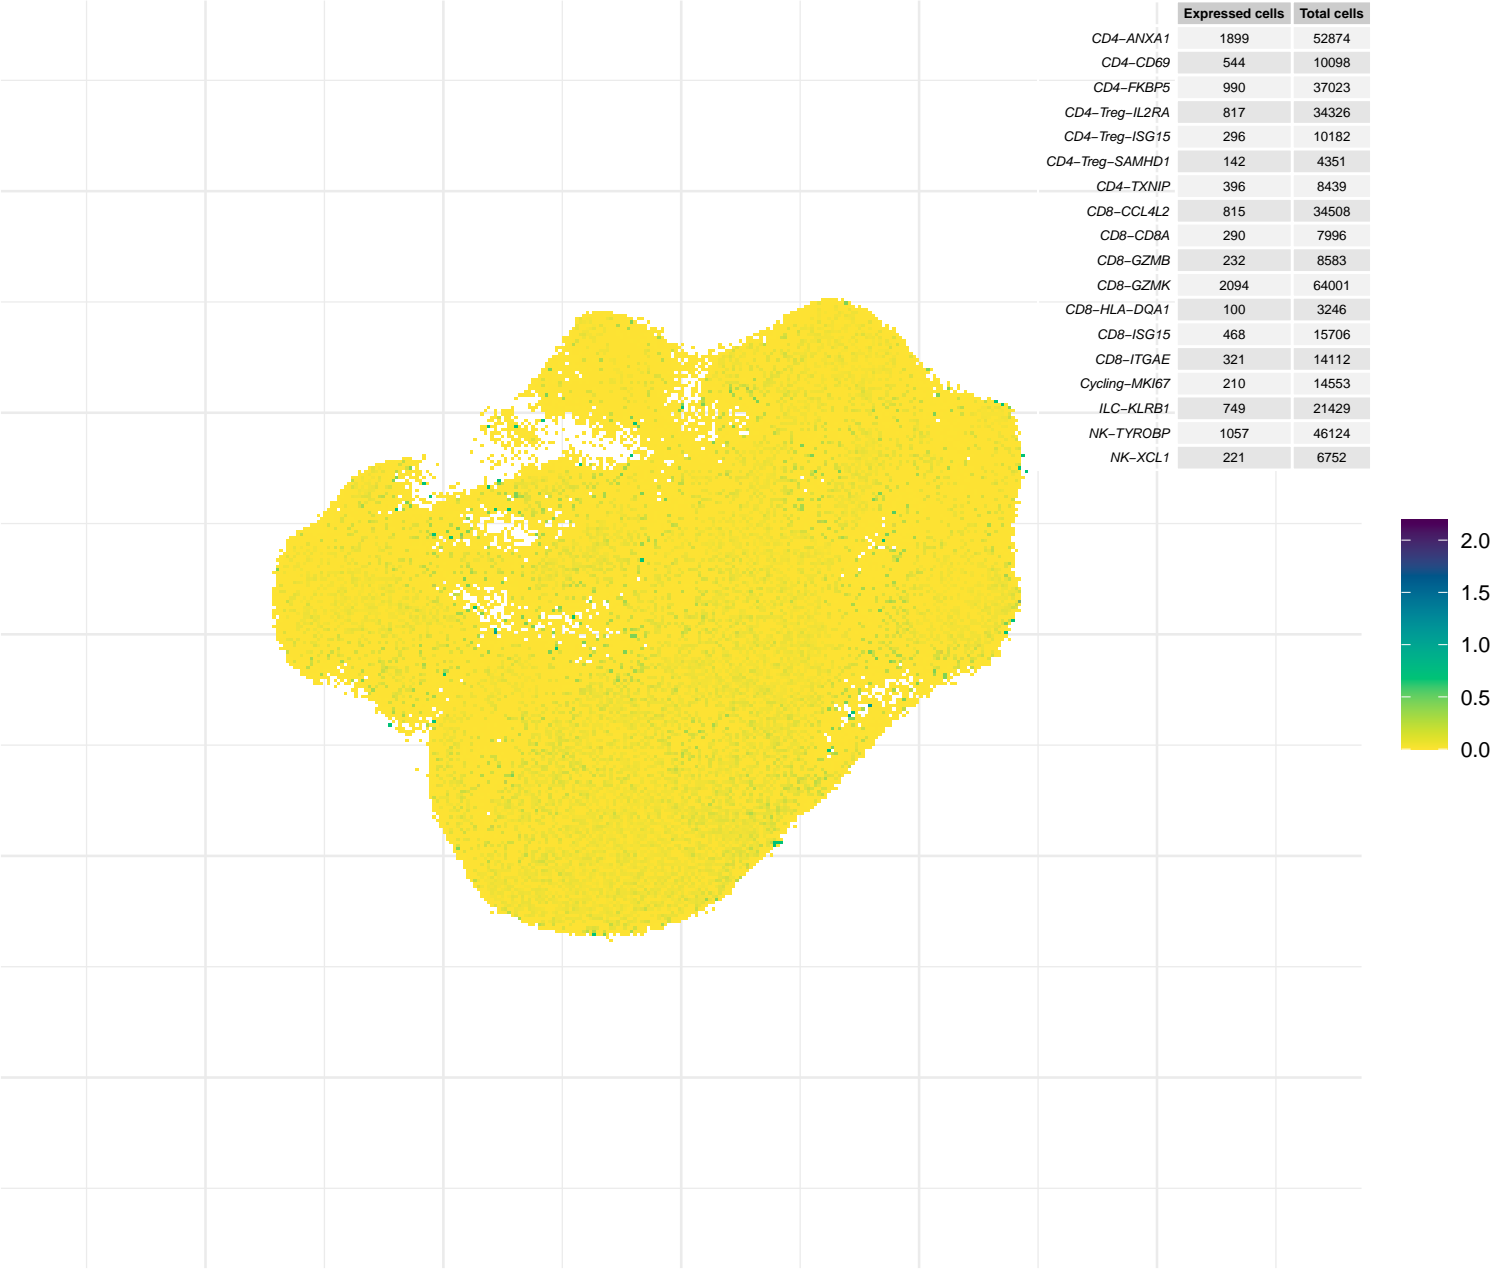 Expressed cells Total cells
CD4−ANXA1 1899 52874
CD4−CD69 544 10098
CD4−FKBP5 990 37023
CD4−Treg−IL2RA 817 34326
CD4−Treg−ISG15 296 10182
CD4−Treg−SAMHD1 142 4351
CD4−TXNIP 396 8439
CD8−CCL4L2 815 34508
CD8−CD8A 290 7996
CD8−GZMB 232 8583
CD8−GZMK 2094 64001
CD8−HLA−DQA1 100 3246
CD8−ISG15 468 15706
CD8−ITGAE 321 14112
Cycling−MKI67 210 14553
ILC−KLRB1 749 21429
NK−TYROBP 1057 46124
NK−XCL1 221 6752
2.0
1.5
1.0
0.5
0.0